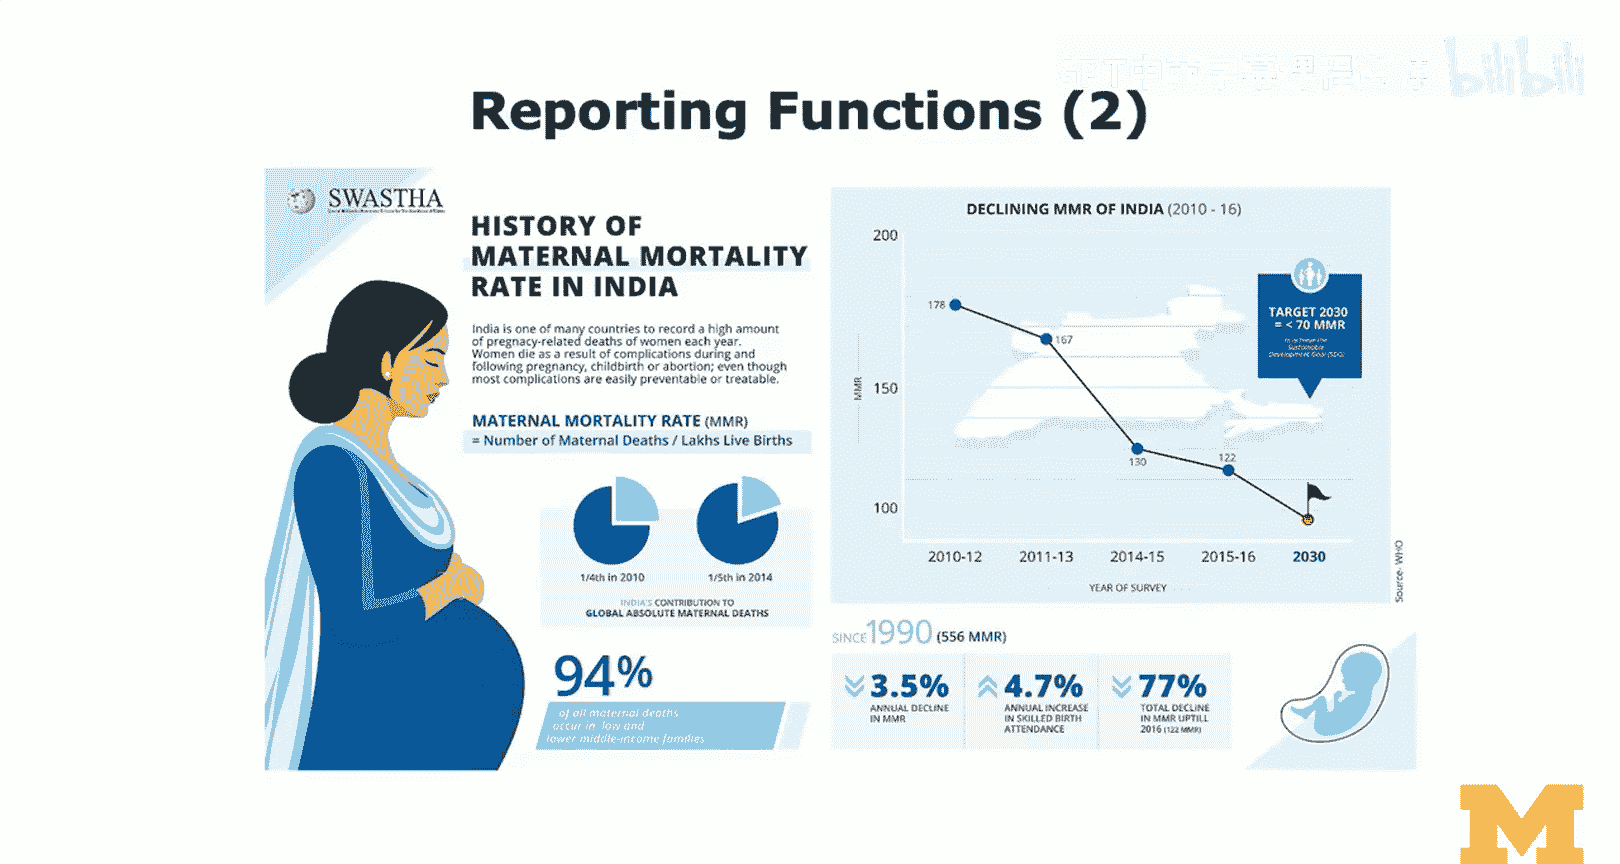 Reporting Functions (2)
bilibili
SWASTHA
HISTORY OF
MATERNAL MORTALITY
RATE IN INDIA
India is one of many countries to record a high amount
of pregnancy-related deaths of women each year.
Women die as a result of complications during and
following pregnancy, childbirth or abortion; even though
most complications are easily preventable or treatable.
MATERNAL MORTALITY RATE (MMR)
= Number of Maternal Deaths / Lakhs Live Births
1/4th in 2010
1/5th in 2014
INDIA'S CONTRIBUTION TO
GLOBAL ABSOLUTE MATERNAL DEATHS
94%
of all maternal deaths
occur in low and
lower middle-income families
DECLINING MMR OF INDIA (2010 - 16)
200
150
100
MMR
178
167
130
122
TARGET 2030
= < 70 MMR
Sustainable
Development Goal (SDG)
2010-12
2011-13
2014-15
2015-16
2030
YEAR OF SURVEY
Source- WHO
SINCE 1990 (556 MMR)
3.5%
ANNUAL DECLINE
IN MMR
4.7%
ANNUAL INCREASE
IN SKILLED BIRTH
ATTENDANCE
77%
TOTAL DECLINE
IN MMR UPTILL
2016 (122 MMR)
M